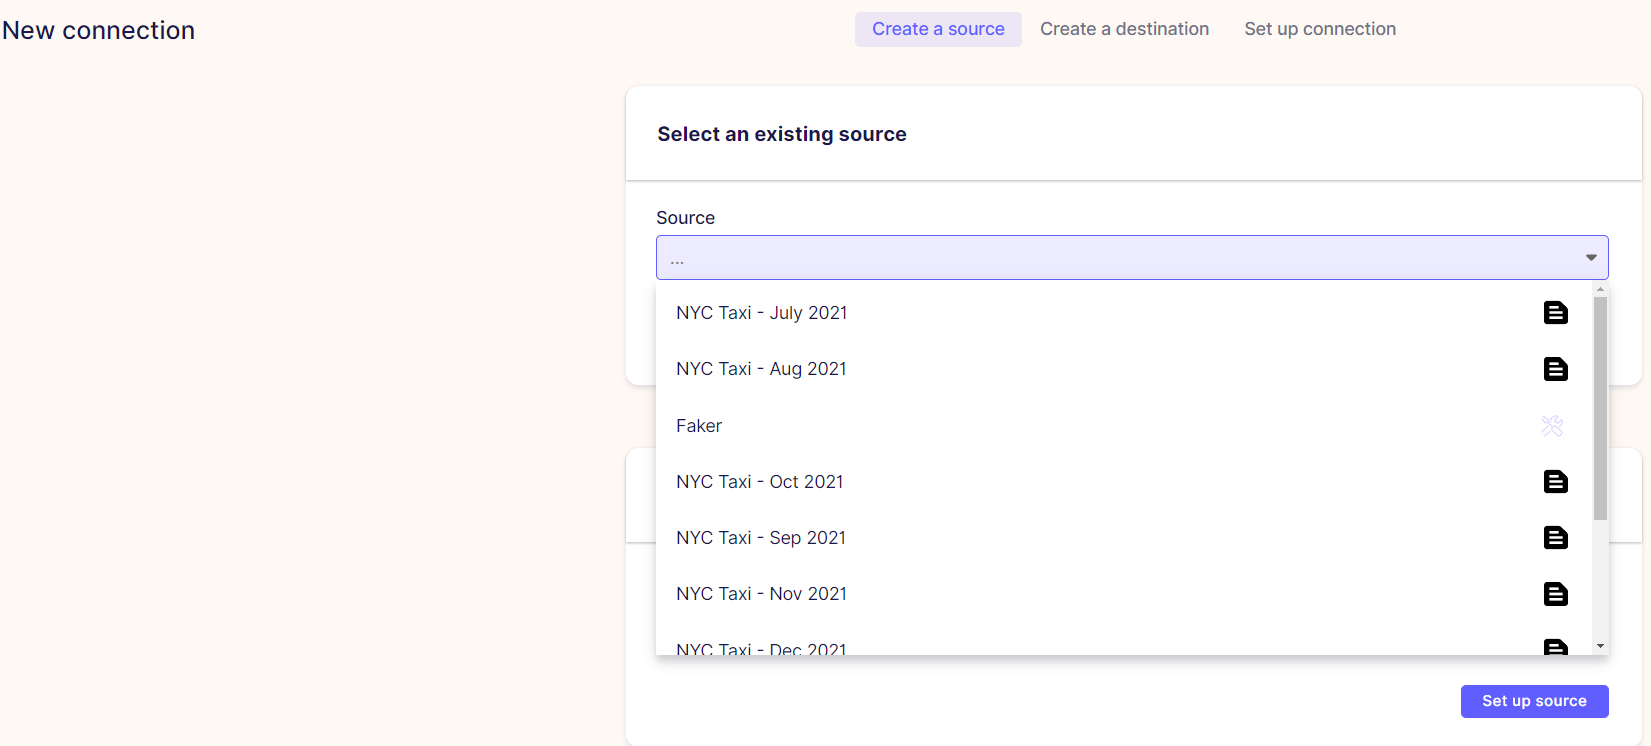 New connection
Create a source
Create a destination
Set up connection
Select an existing source
Source
...
NYC Taxi - July 2021
NYC Taxi - Aug 2021
Faker
NYC Taxi - Oct 2021
NYC Taxi - Sep 2021
NYC Taxi - Nov 2021
NYC Taxi - Dec 2021
Set up source